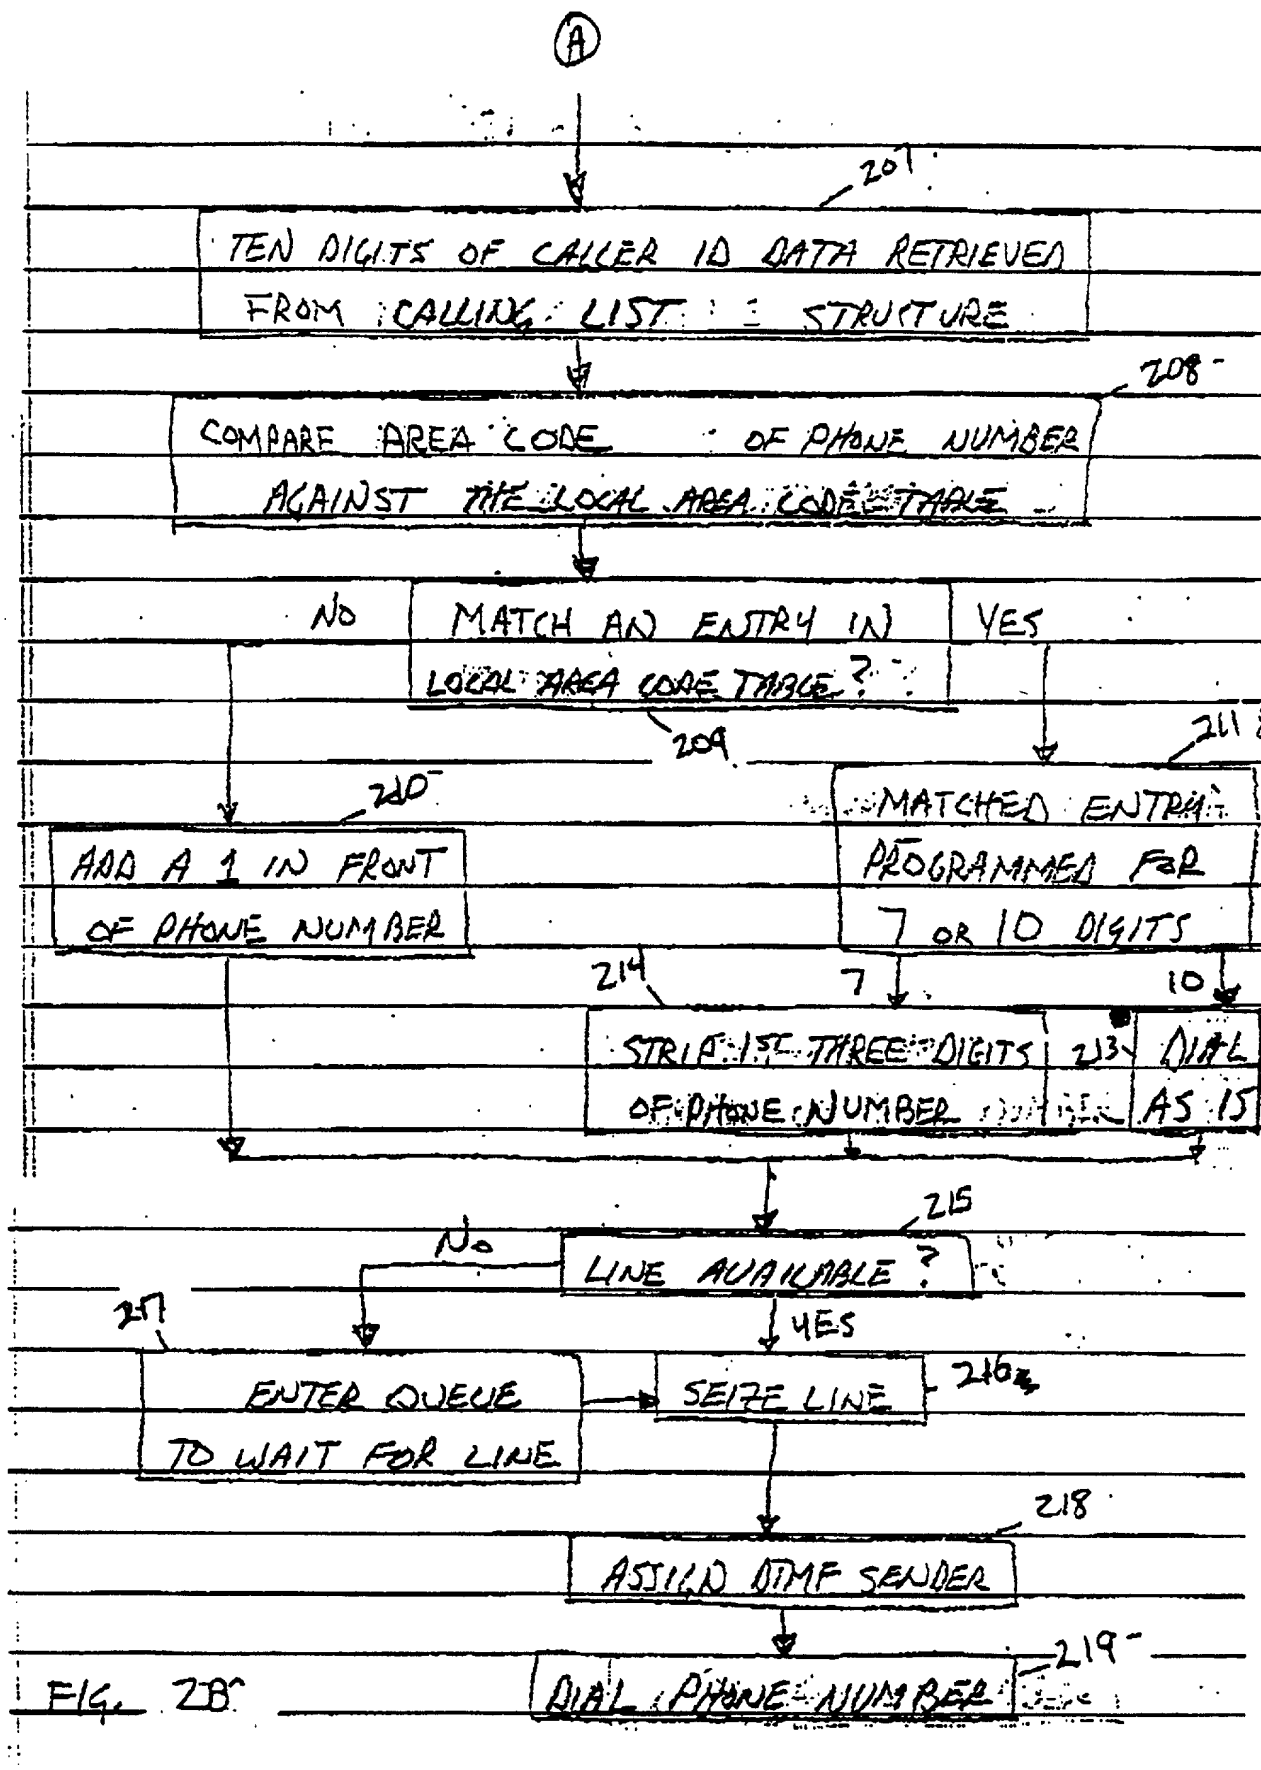 A
207
TEN DIGITS OF CALLER ID DATA RETRIEVED
FROM CALLING LIST STRUCTURE
208
COMPARE AREA CODE OF PHONE NUMBER
AGAINST THE LOCAL AREA CODE TABLE
NO
MATCH AN ENTRY IN
YES
LOCAL AREA CODE TABLE?
209
211
210
MATCHED ENTRY
ADD A 1 IN FRONT
PROGRAMMED FOR
OF PHONE NUMBER
7 OR 10 DIGITS
214
7
10
STRIP 1ST THREE DIGITS
213
DIAL
OF PHONE NUMBER
AS IS
215
No
LINE AVAILABLE?
217
YES
ENTER QUEUE
SEIZE LINE
216
TO WAIT FOR LINE
218
ASSIGN DTMF SENDER
219
FIG. 2B
DIAL PHONE NUMBER